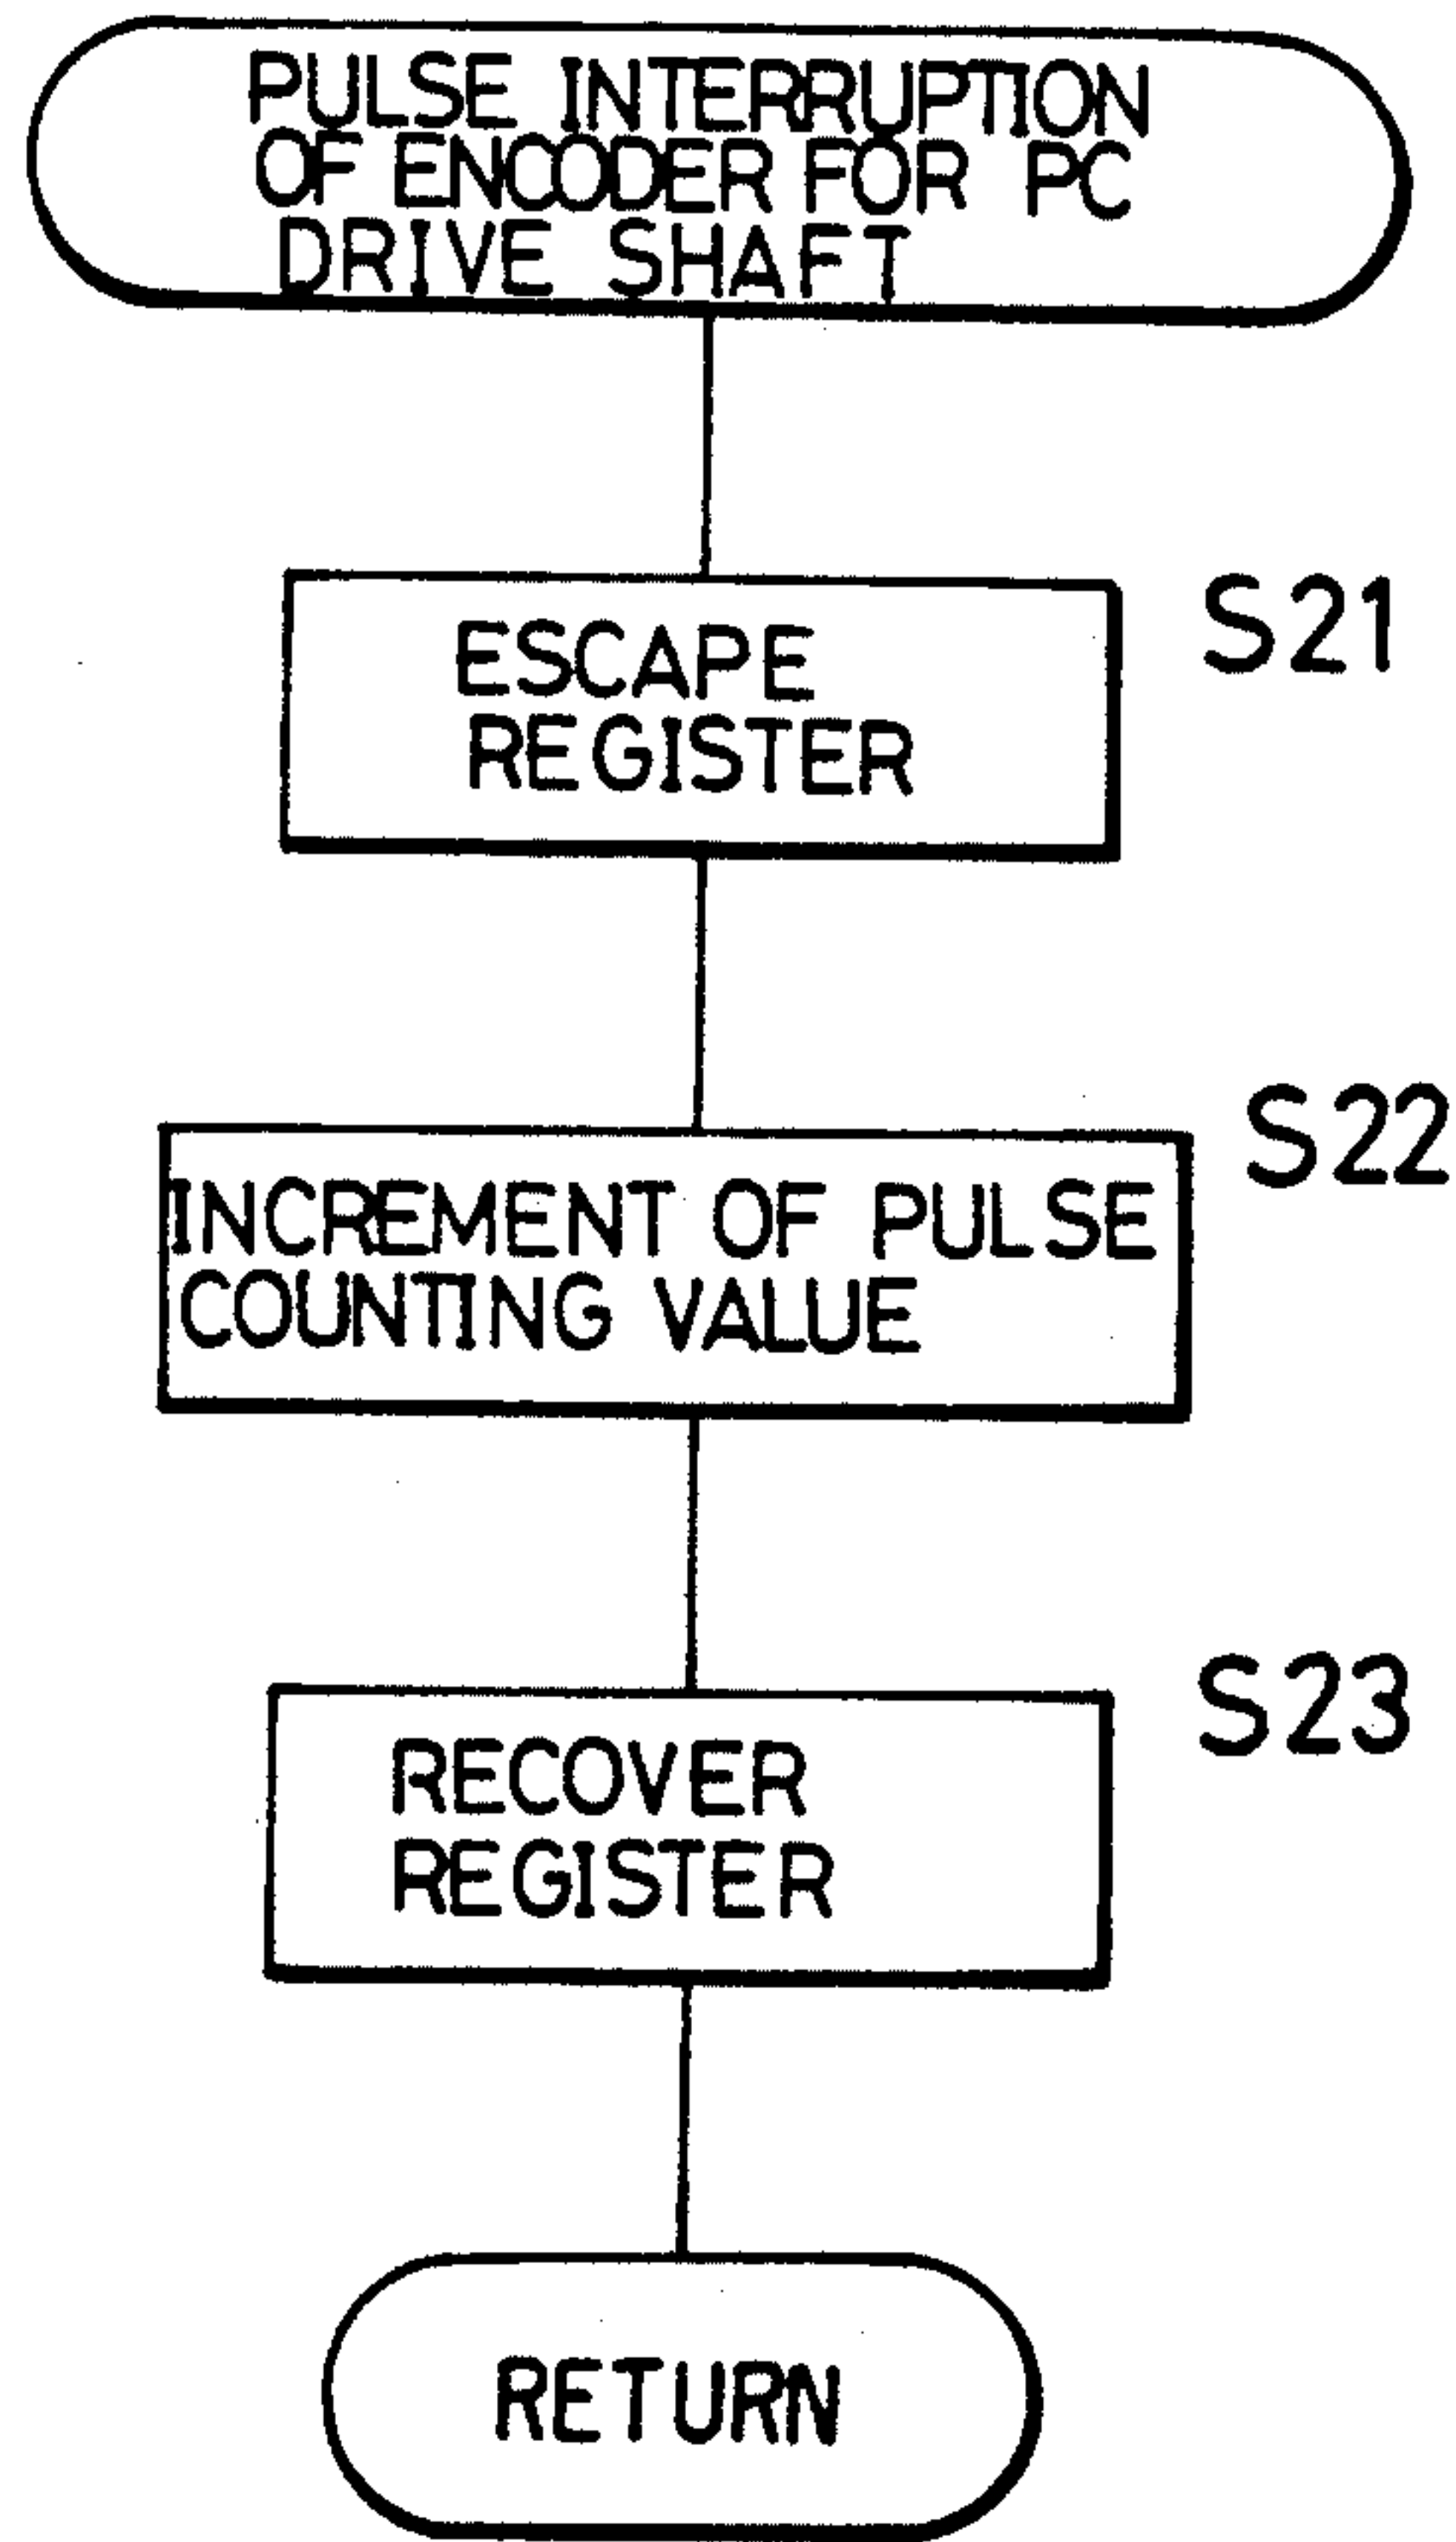 PULSE INTERRUPTION
OF ENCODER FOR PC
DRIVE SHAFT
ESCAPE
REGISTER
S21
INCREMENT OF PULSE
COUNTING VALUE
S22
RECOVER
REGISTER
S23
RETURN